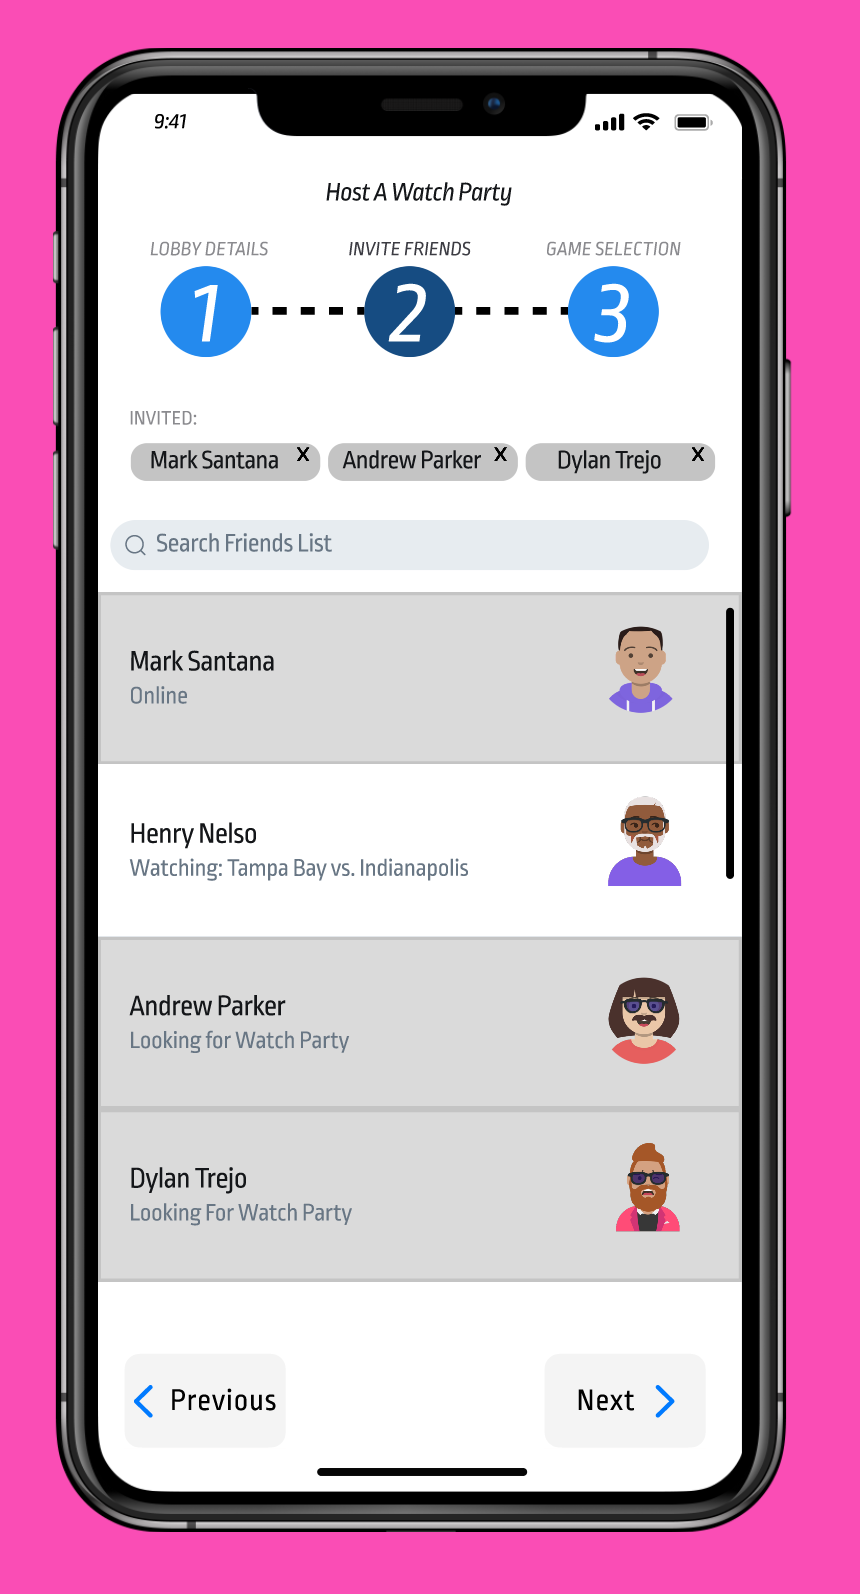 9:41
Host A Watch Party
LOBBY DETAILS INVITE FRIENDS GAME SELECTION
1 2 3
INVITED:
Mark Santana X Andrew Parker X Dylan Trejo X
Search Friends List
Mark Santana
Online
Henry Nelso
Watching: Tampa Bay vs. Indianapolis
Andrew Parker
Looking for Watch Party
Dylan Trejo
Looking For Watch Party
Previous Next